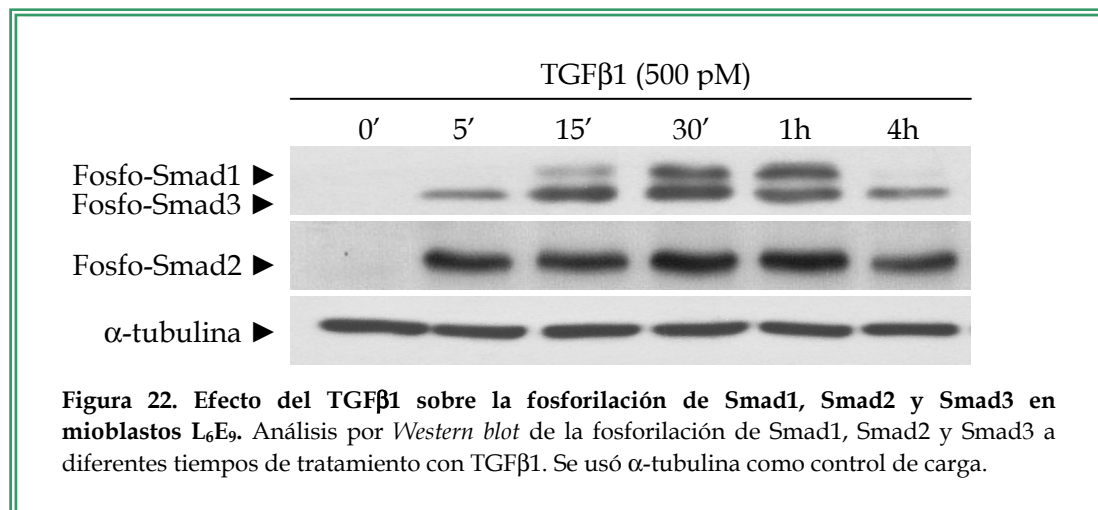 TGFβ1 (500 pM)
0′ 5′ 15′ 30′ 1h 4h
Fosfo-Smad1 ►
Fosfo-Smad3 ►
Fosfo-Smad2 ►
α-tubulina ►
Figura 22. Efecto del TGFβ1 sobre la fosforilación de Smad1, Smad2 y Smad3 en
mioblastos L₆E₉. Análisis por Western blot de la fosforilación de Smad1, Smad2 y Smad3 a
diferentes tiempos de tratamiento con TGFβ1. Se usó α-tubulina como control de carga.